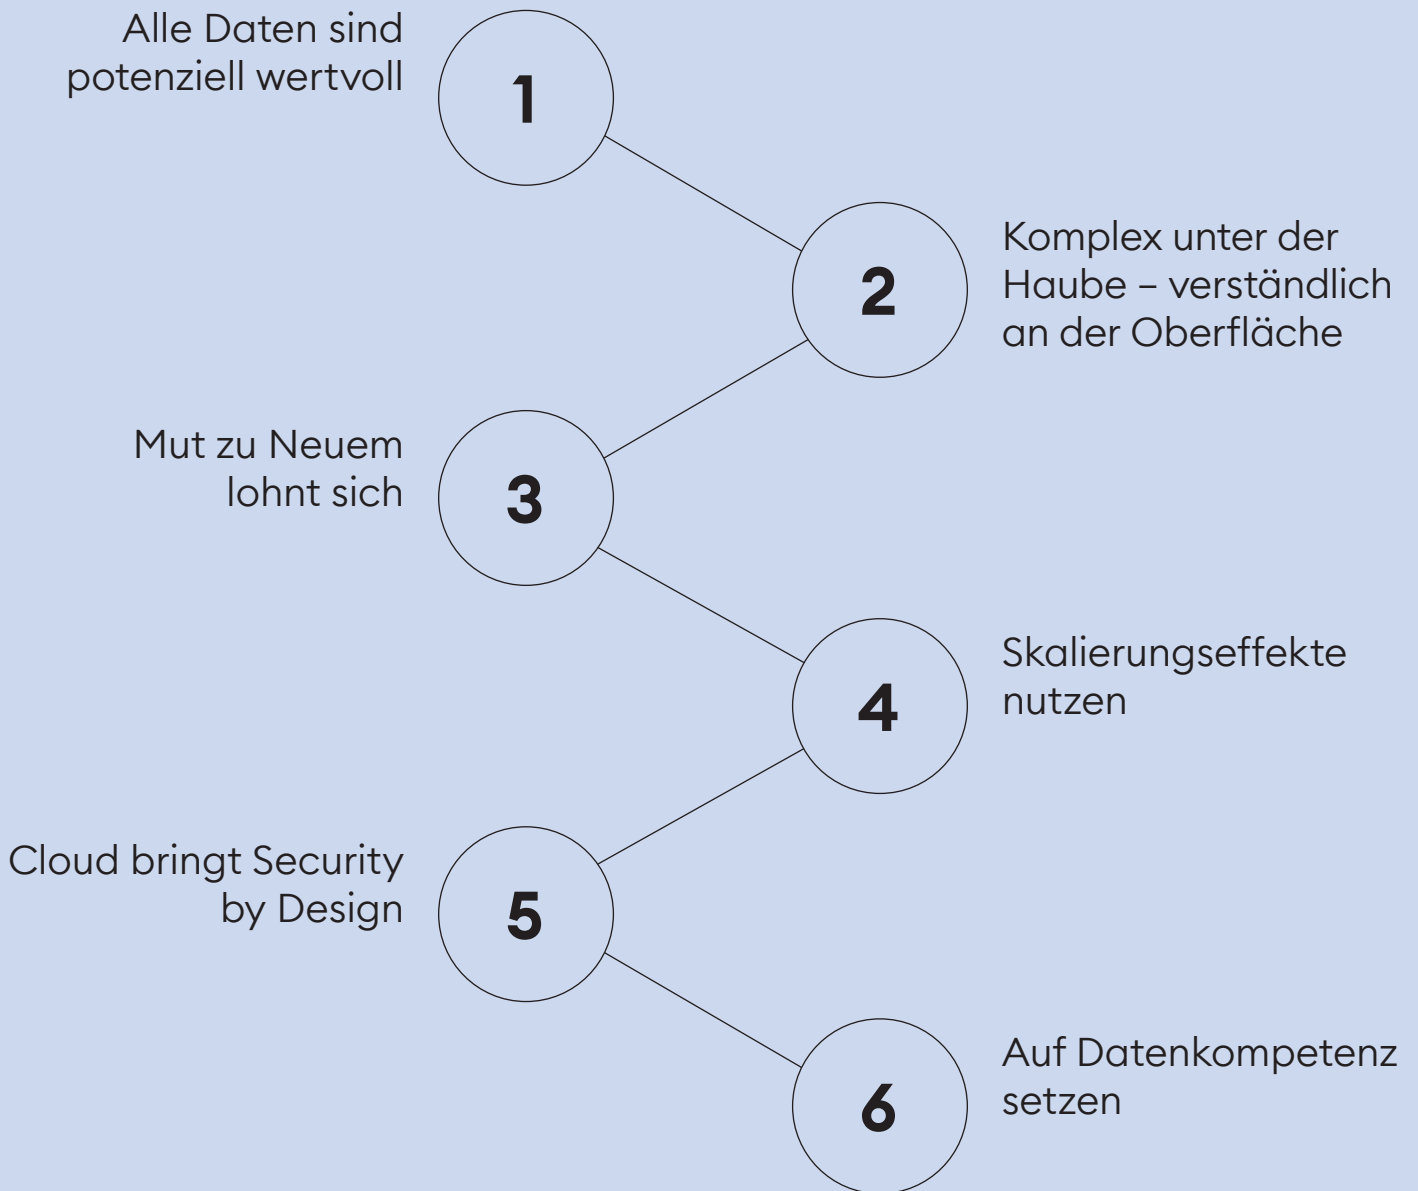 Alle Daten sind
potenziell wertvoll
1
2
Komplex unter der
Haube – verständlich
an der Oberfläche
Mut zu Neuem
lohnt sich
3
4
Skalierungseffekte
nutzen
Cloud bringt Security
by Design
5
6
Auf Datenkompetenz
setzen